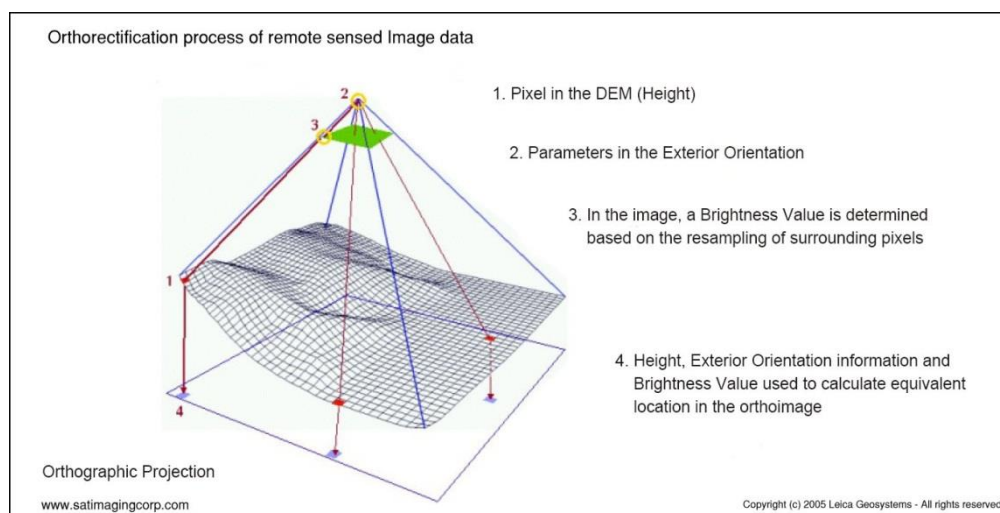 Orthorectification process of remote sensed Image data
2
3
1
4
1. Pixel in the DEM (Height)
2. Parameters in the Exterior Orientation
3. In the image, a Brightness Value is determined
based on the resampling of surrounding pixels
4. Height, Exterior Orientation information and
Brightness Value used to calculate equivalent
location in the orthoimage
Orthographic Projection
www.satimagingcorp.com
Copyright (c) 2005 Leica Geosystems - All rights reserved